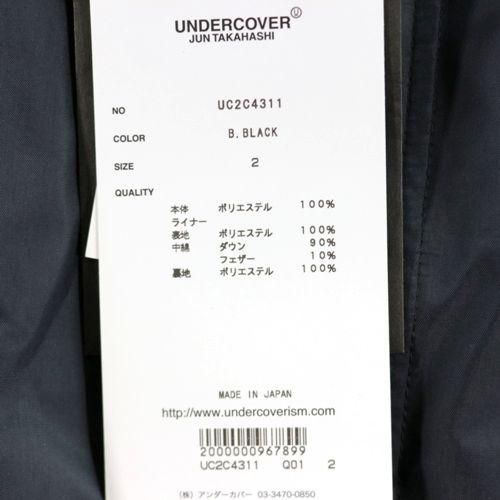 UNDERCOVER Ⓤ
JUN TAKAHASHI
NO UC2C4311
COLOR B.BLACK
SIZE 2
QUALITY
本体 ポリエステル 100%
ライナー
表地 ポリエステル 100%
中綿 ダウン 90%
フェザー 10%
裏地 ポリエステル 100%
MADE IN JAPAN
http://www.undercoverism.com/
2000000967899
UC2C4311 Q01 2
(株) アンダーカバー 03-3470-0850